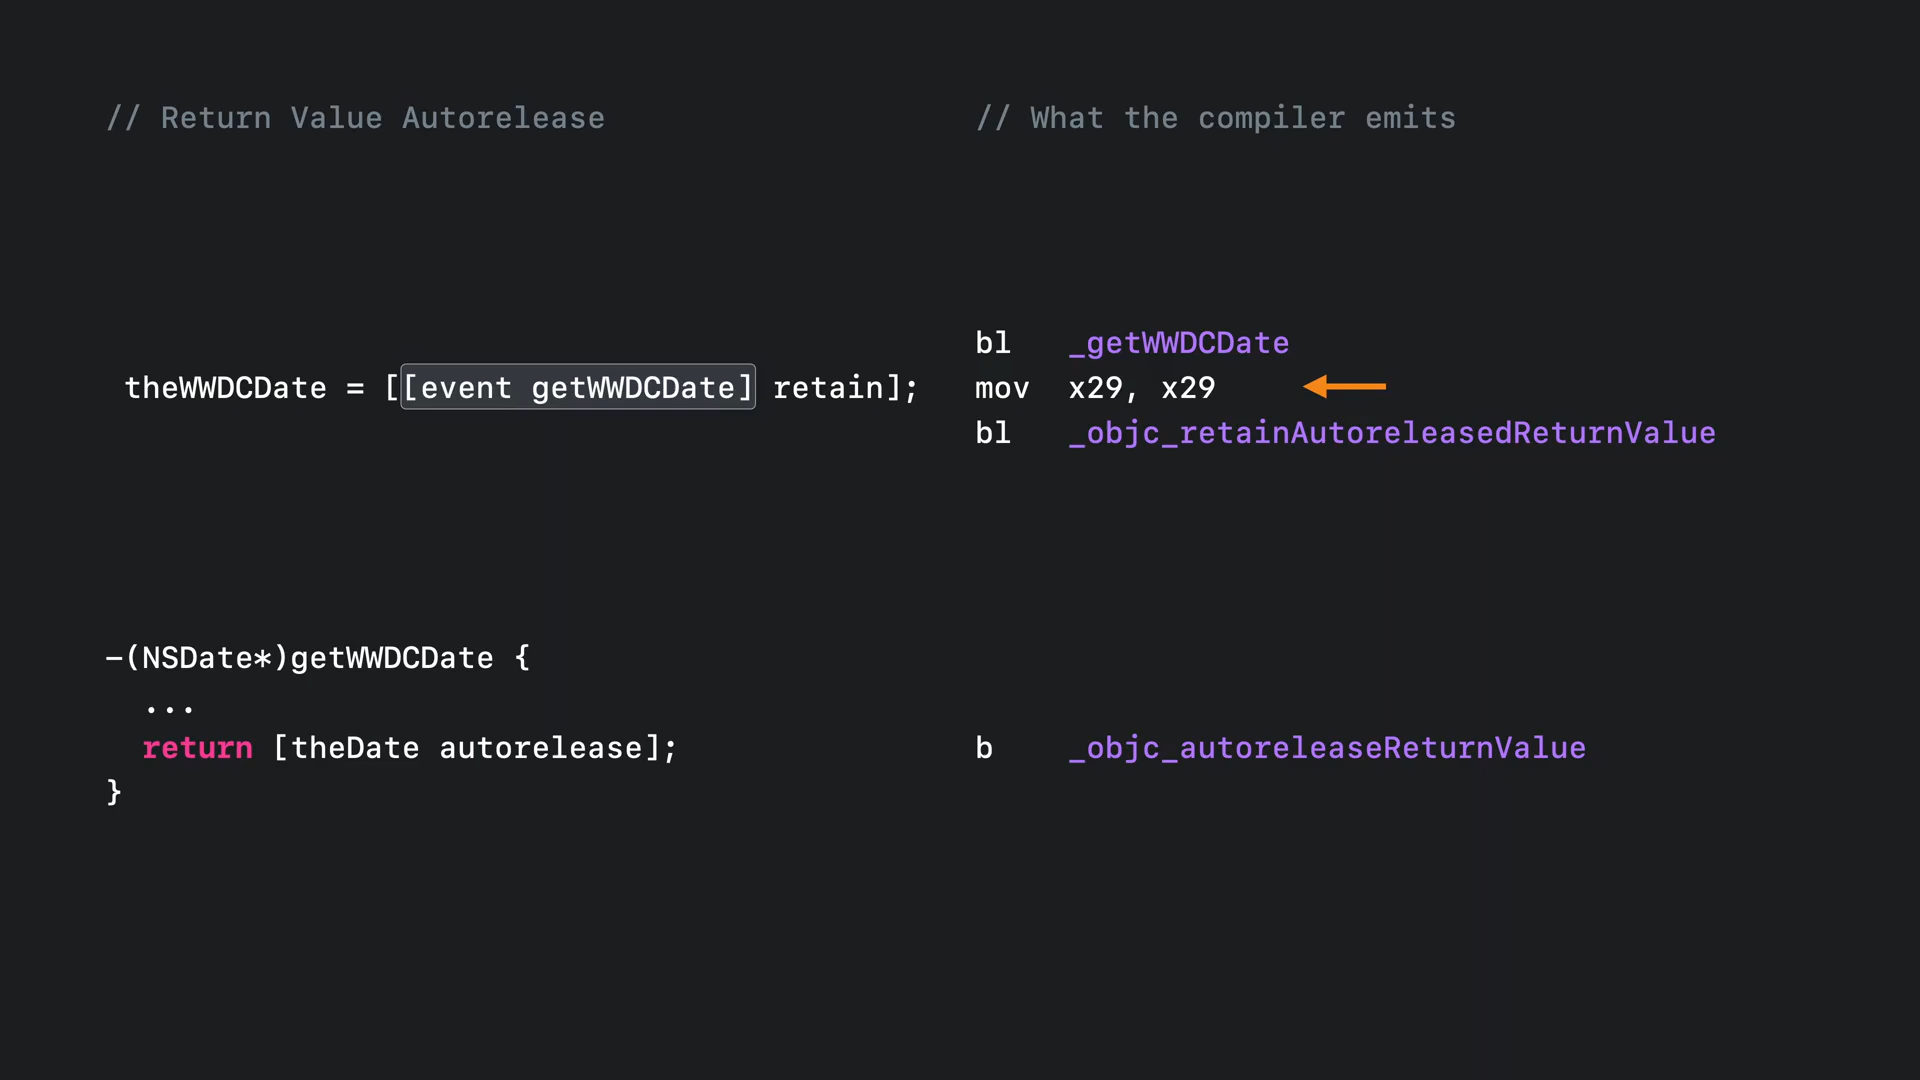 // Return Value Autorelease
// What the compiler emits
theWWDCDate = [[event getWWDCDate] retain];
bl _getWWDCDate
mov x29, x29
bl _objc_retainAutoreleasedReturnValue
-(NSDate*)getWWDCDate {
...
return [theDate autorelease];
}
b _objc_autoreleaseReturnValue